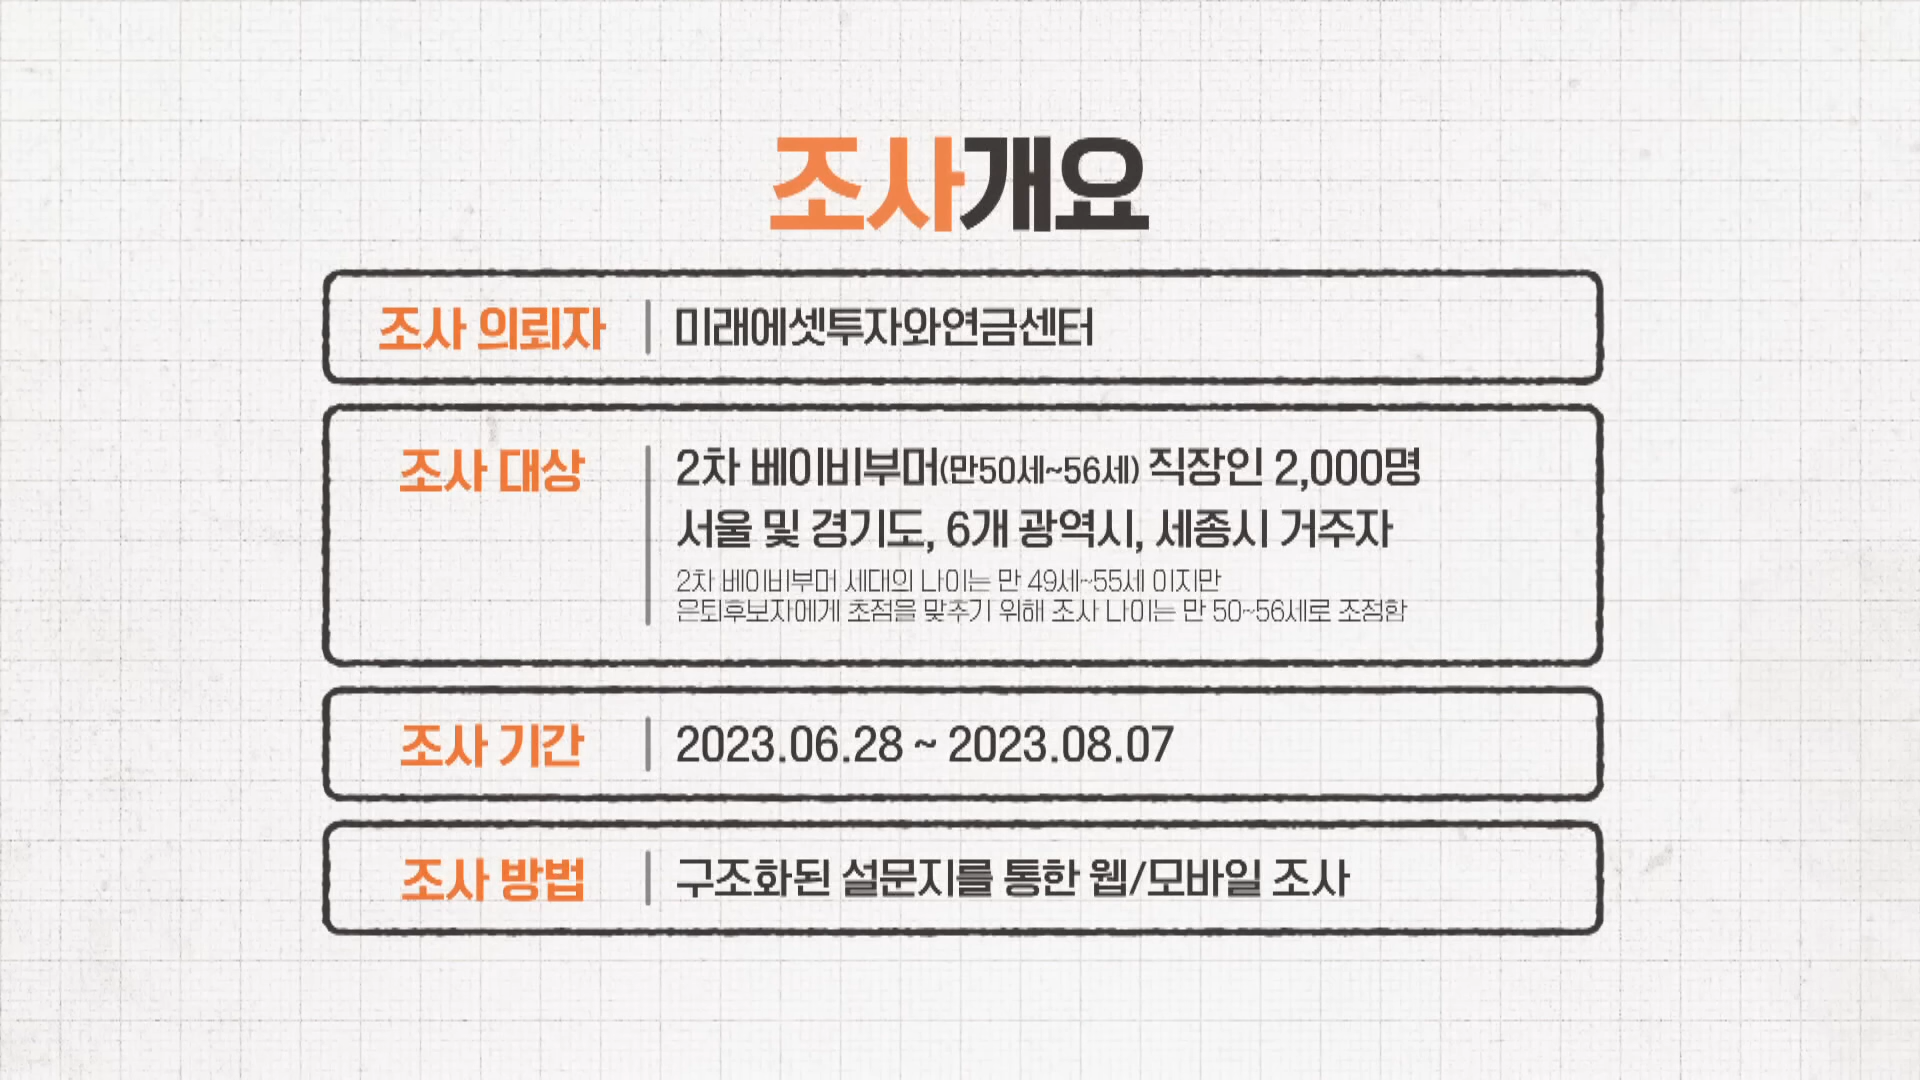 조사개요
조사 의뢰자
미래에셋투자와연금센터
조사 대상
2차 베이비부머(만50세~56세) 직장인 2,000명
서울 및 경기도, 6개 광역시, 세종시 거주자
2차 베이비부머 세대의 나이는 만 49세~55세 이지만
은퇴후보자에게 초점을 맞추기 위해 조사 나이는 만 50~56세로 조정함
조사 기간
2023.06.28 ~ 2023.08.07
조사 방법
구조화된 설문지를 통한 웹/모바일 조사